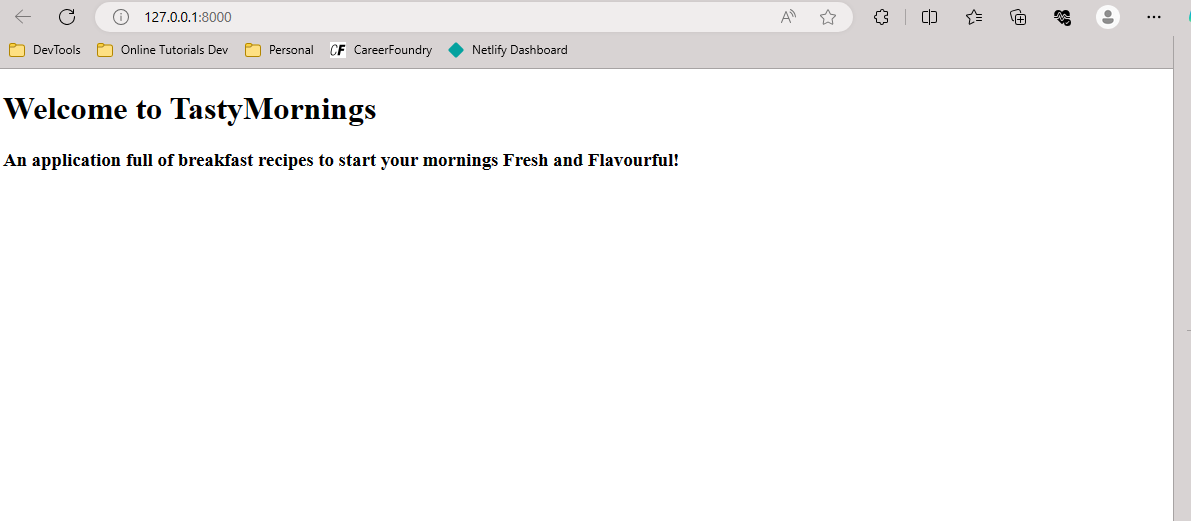 127.0.0.1:8000
DevTools Online Tutorials Dev Personal CF CareerFoundry Netlify Dashboard
Welcome to TastyMornings
An application full of breakfast recipes to start your mornings Fresh and Flavourful!